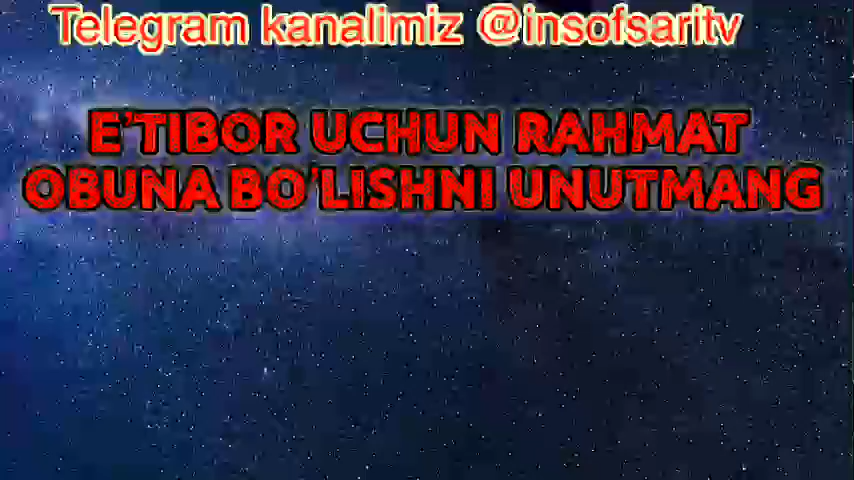 Telegram kanalimiz @insofsaritv
E'TIBOR UCHUN RAHMAT
OBUNA BO'LISHNI UNUTMANG